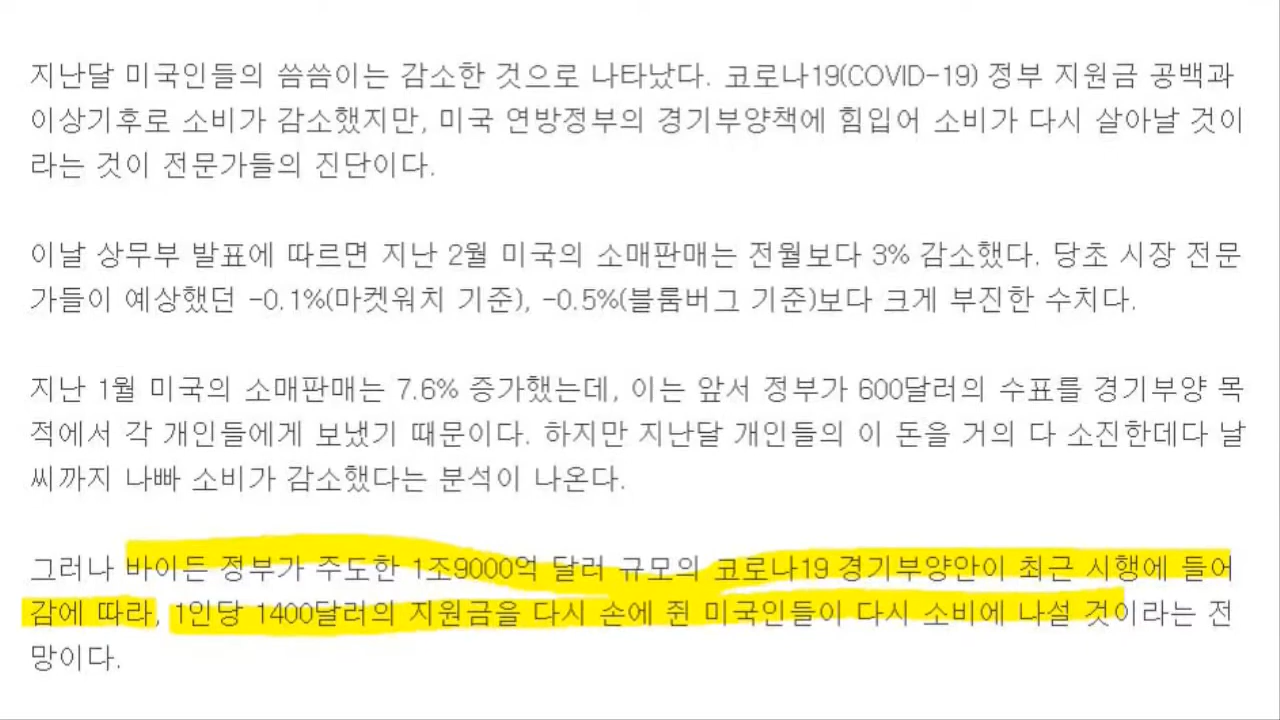 지난달 미국인들의 씀씀이는 감소한 것으로 나타났다. 코로나19(COVID-19) 정부 지원금 공백과
이상기후로 소비가 감소했지만, 미국 연방정부의 경기부양책에 힘입어 소비가 다시 살아날 것이
라는 것이 전문가들의 진단이다.
이날 상무부 발표에 따르면 지난 2월 미국의 소매판매는 전월보다 3% 감소했다. 당초 시장 전문
가들이 예상했던 -0.1%(마켓워치 기준), -0.5%(블룸버그 기준)보다 크게 부진한 수치다.
지난 1월 미국의 소매판매는 7.6% 증가했는데, 이는 앞서 정부가 600달러의 수표를 경기부양 목
적에서 각 개인들에게 보냈기 때문이다. 하지만 지난달 개인들의 이 돈을 거의 다 소진한데다 날
씨까지 나빠 소비가 감소했다는 분석이 나온다.
그러나 바이든 정부가 주도한 1조9000억 달러 규모의 코로나19 경기부양안이 최근 시행에 들어
감에 따라, 1인당 1400달러의 지원금을 다시 손에 쥔 미국인들이 다시 소비에 나설 것이라는 전
망이다.